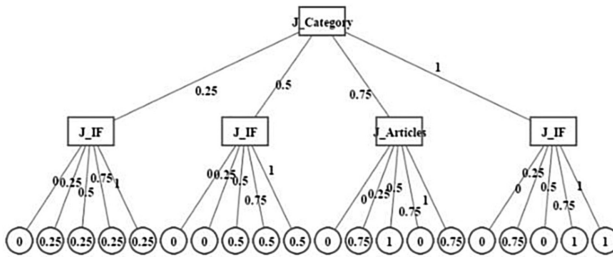 J_Category
0.25 0.5 0.75 1
J_IF J_IF J_Articles J_IF
0 0.25 0.5 0.75 1 0 0.25 0.5 0.75 1 0 0.25 0.5 0.75 1 0 0.25 0.5 0.75 1
0 0.25 0.25 0.25 0.25 0 0 0.5 0.5 0.5 0 0.75 1 0 0.75 0 0.75 0 1 1